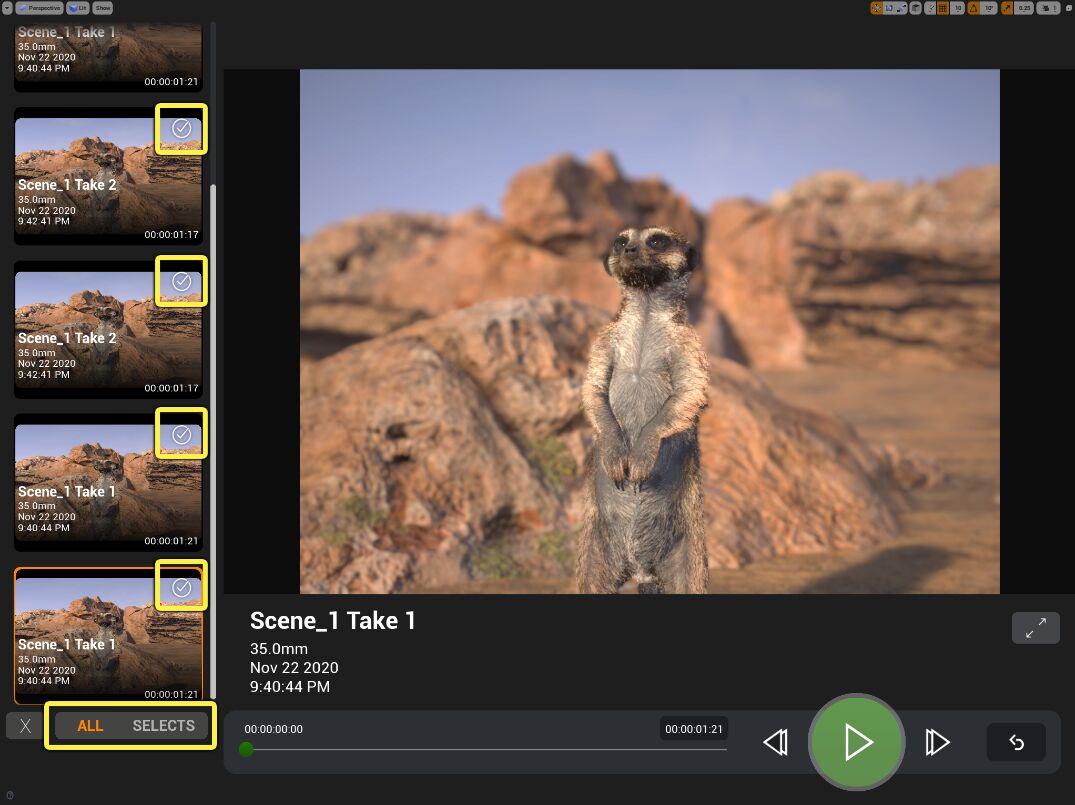 Perspective
Lit
Show
10
10°
0.25
1
Scene_1 Take 1
35.0mm
Nov 22 2020
9:40:44 PM
00:00:01:21
Scene_1 Take 2
35.0mm
Nov 22 2020
9:42:41 PM
00:00:01:17
Scene_1 Take 2
35.0mm
Nov 22 2020
9:42:41 PM
00:00:01:17
Scene_1 Take 1
35.0mm
Nov 22 2020
9:40:44 PM
00:00:01:21
Scene_1 Take 1
35.0mm
Nov 22 2020
9:40:44 PM
00:00:01:21
X
ALL SELECTS
Scene_1 Take 1
35.0mm
Nov 22 2020
9:40:44 PM
00:00:00:00
00:00:01:21